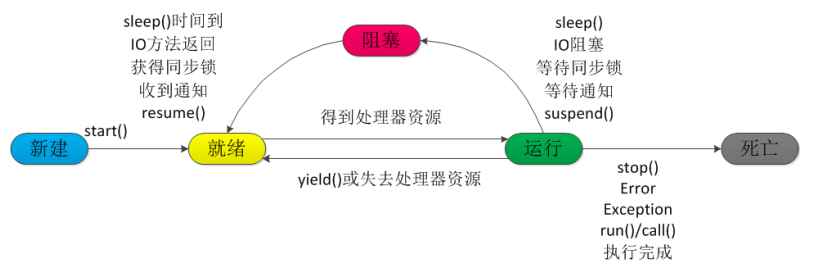 sleep()时间到
IO方法返回
获得同步锁
收到通知
resume()
阻塞
sleep()
IO阻塞
等待同步锁
等待通知
suspend()
新建
start()
就绪
得到处理器资源
yield()或失去处理器资源
运行
死亡
stop()
Error
Exception
run()/call()
执行完成